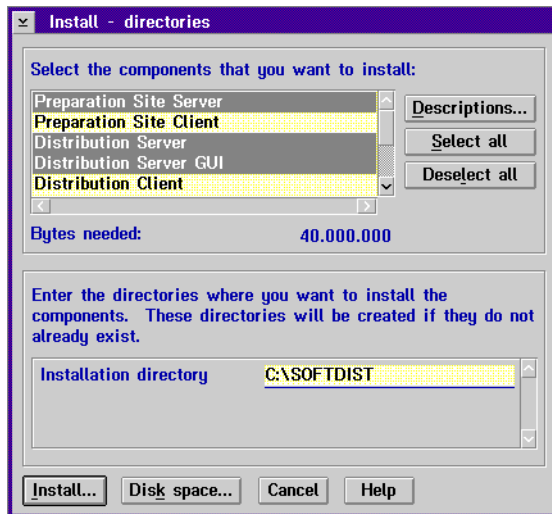 Install - directories
Select the components that you want to install:
Preparation Site Server
Preparation Site Client
Distribution Server
Distribution Server GUI
Distribution Client
Descriptions...
Select all
Deselect all
Bytes needed: 40.000.000
Enter the directories where you want to install the
components. These directories will be created if they do not
already exist.
Installation directory C:\SOFTDIST
Install... Disk space... Cancel Help